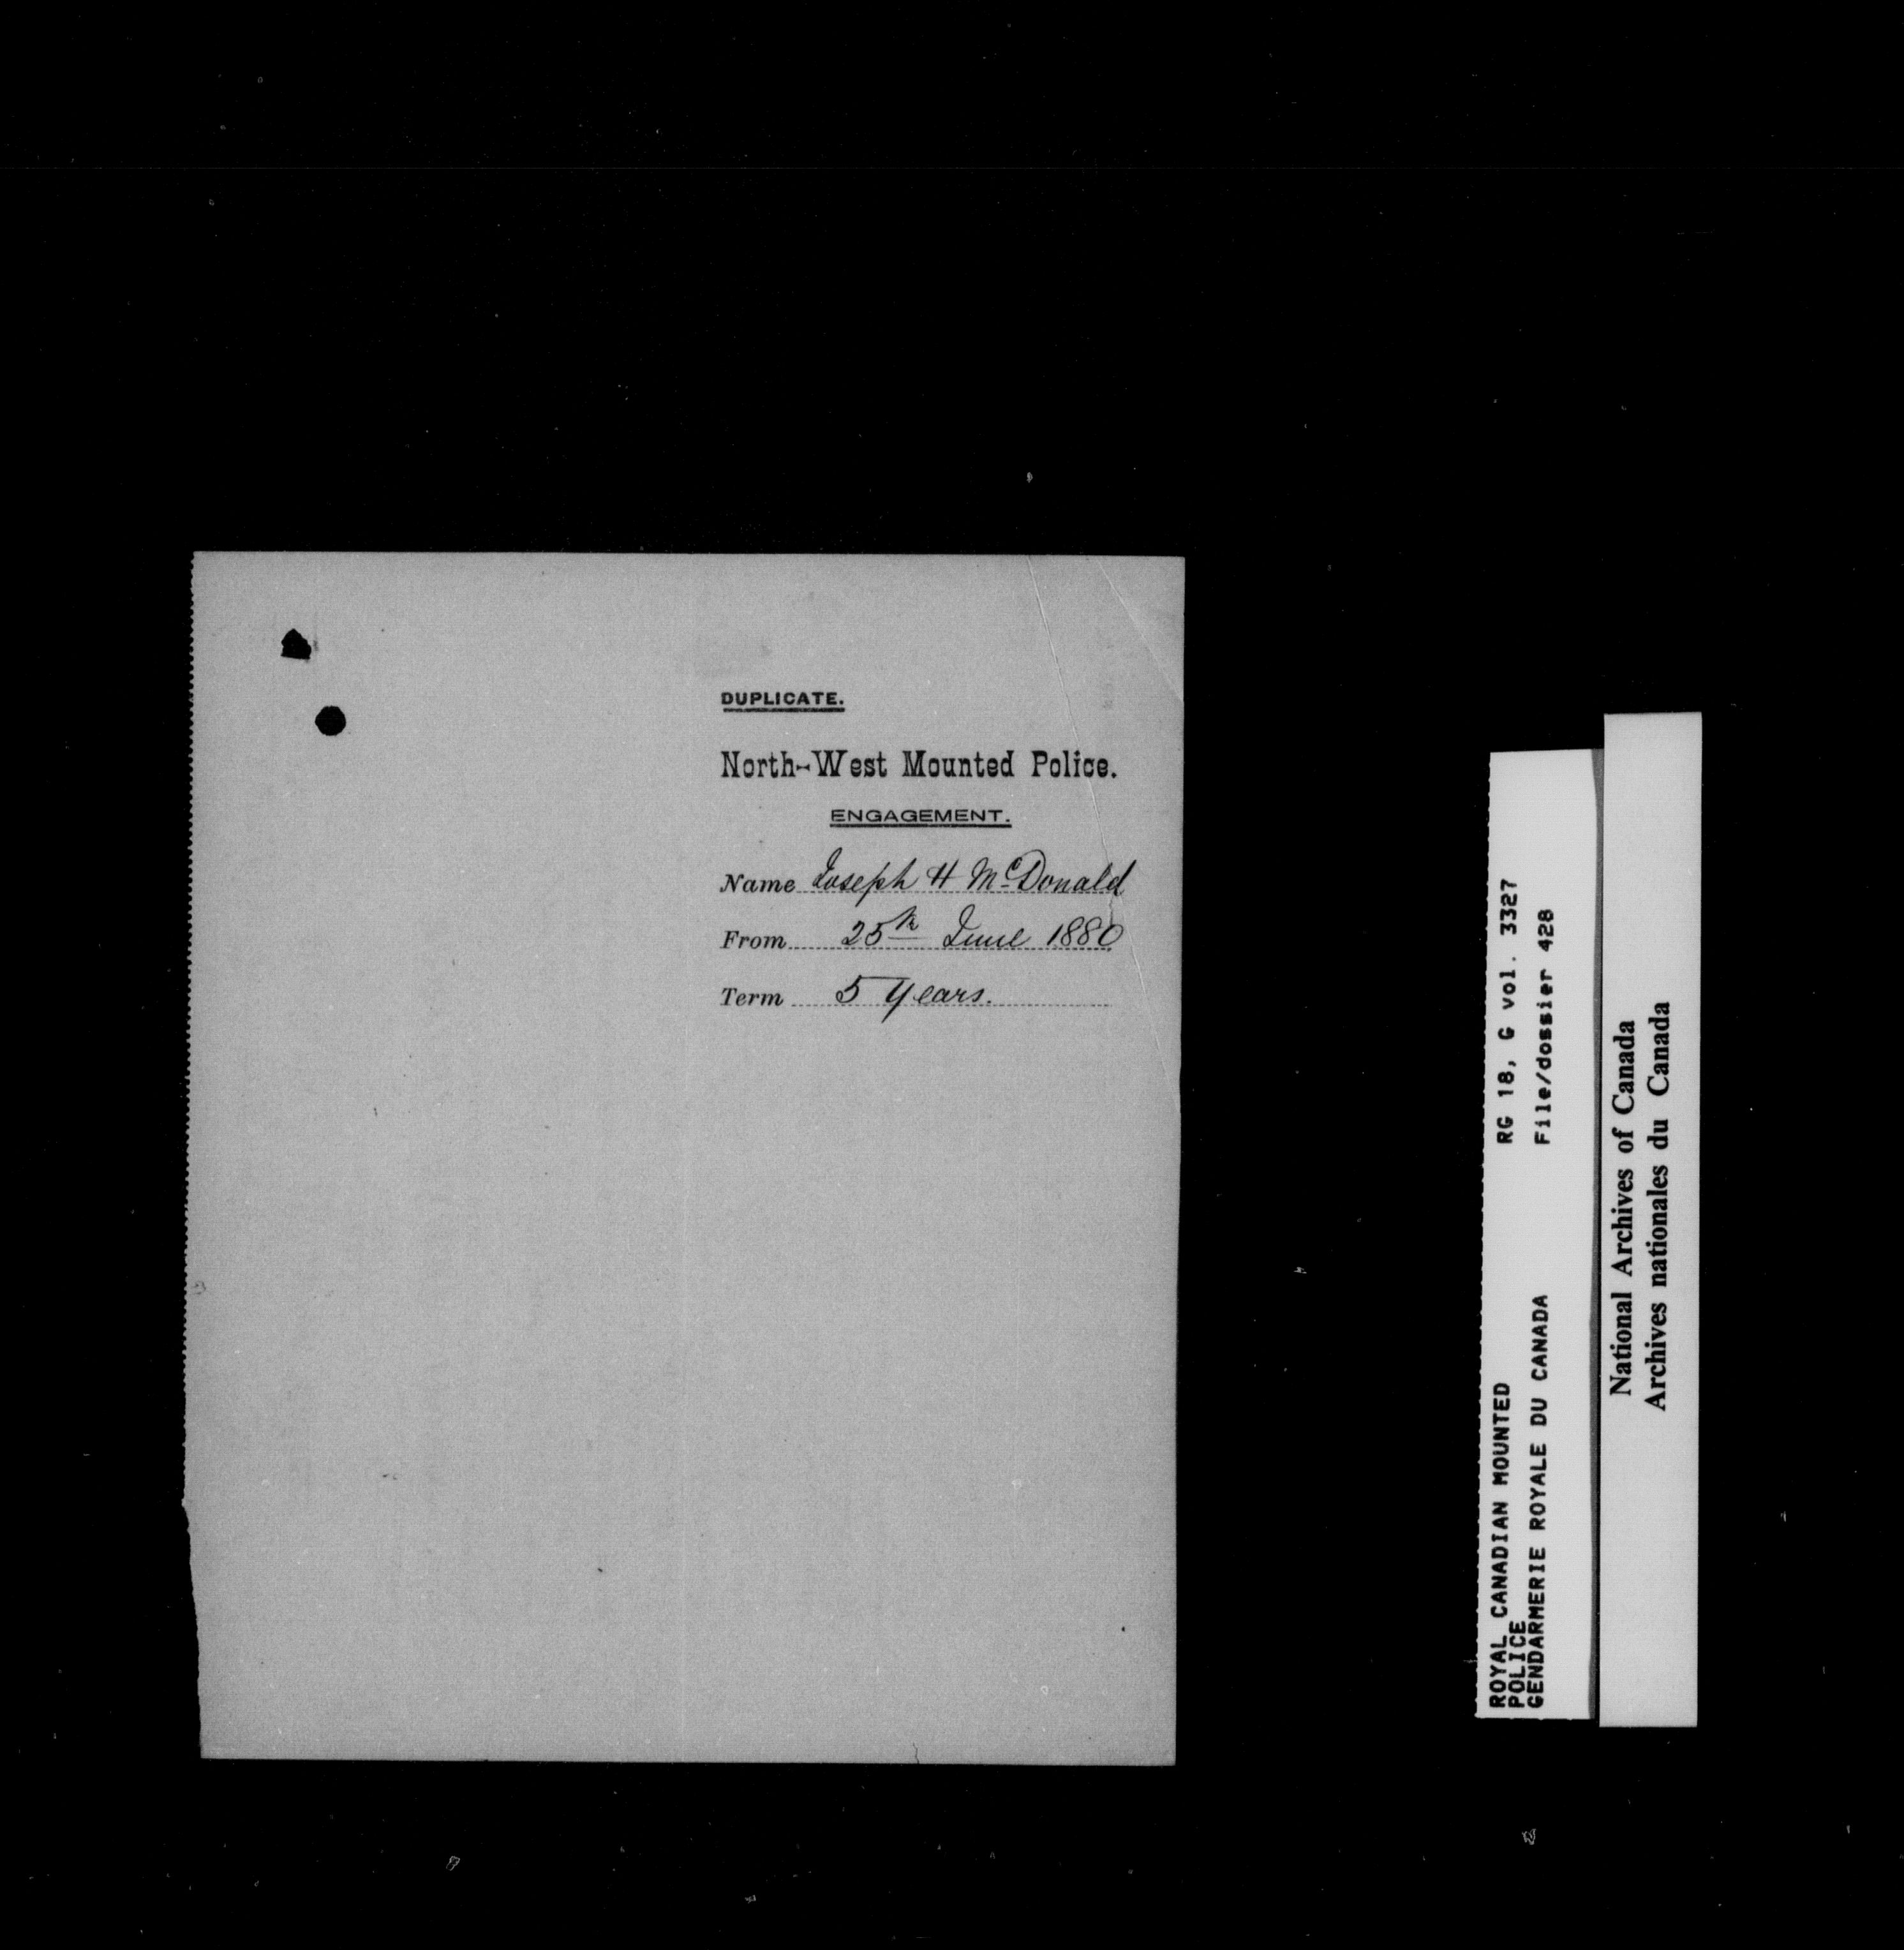 DUPLICATE.
North-West Mounted Police.
ENGAGEMENT.
Name Joseph H McDonald
From 25th June 1880
Term 5 Years.
ROYAL CANADIAN MOUNTED
POLICE
GENDARMERIE ROYALE DU CANADA
RG 18, G vol. 3327
File/dossier 428
National Archives of Canada
Archives nationales du Canada